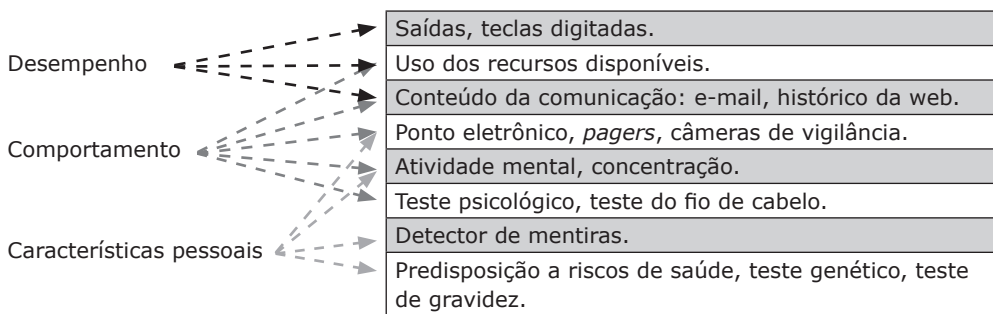 Desempenho
Comportamento
Características pessoais
Saídas, teclas digitadas.
Uso dos recursos disponíveis.
Conteúdo da comunicação: e-mail, histórico da web.
Ponto eletrônico, pagers, câmeras de vigilância.
Atividade mental, concentração.
Teste psicológico, teste do fio de cabelo.
Detector de mentiras.
Predisposição a riscos de saúde, teste genético, teste
de gravidez.